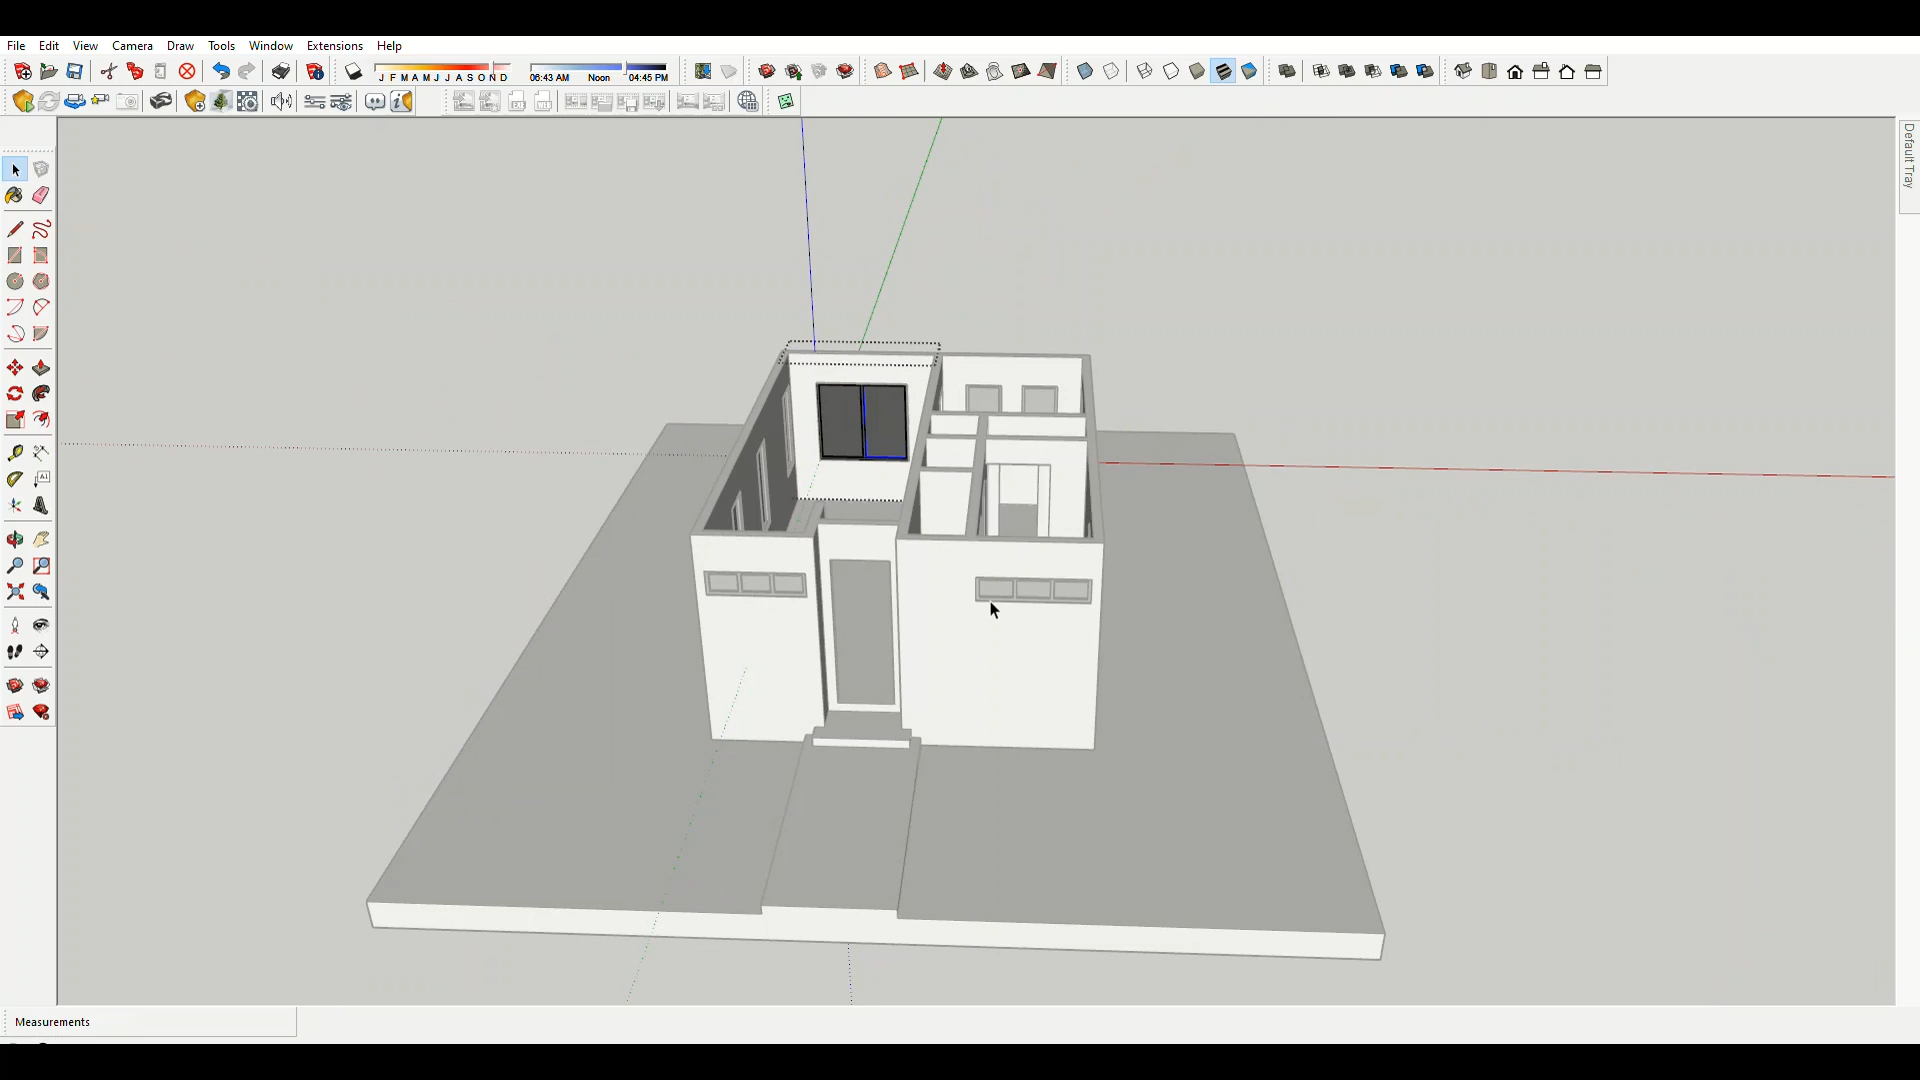 File Edit View Camera Draw Tools Window Extensions Help
J F M A M J J A S O N D
06:43 AM Noon 04:45 PM
Default Tray
Measurements